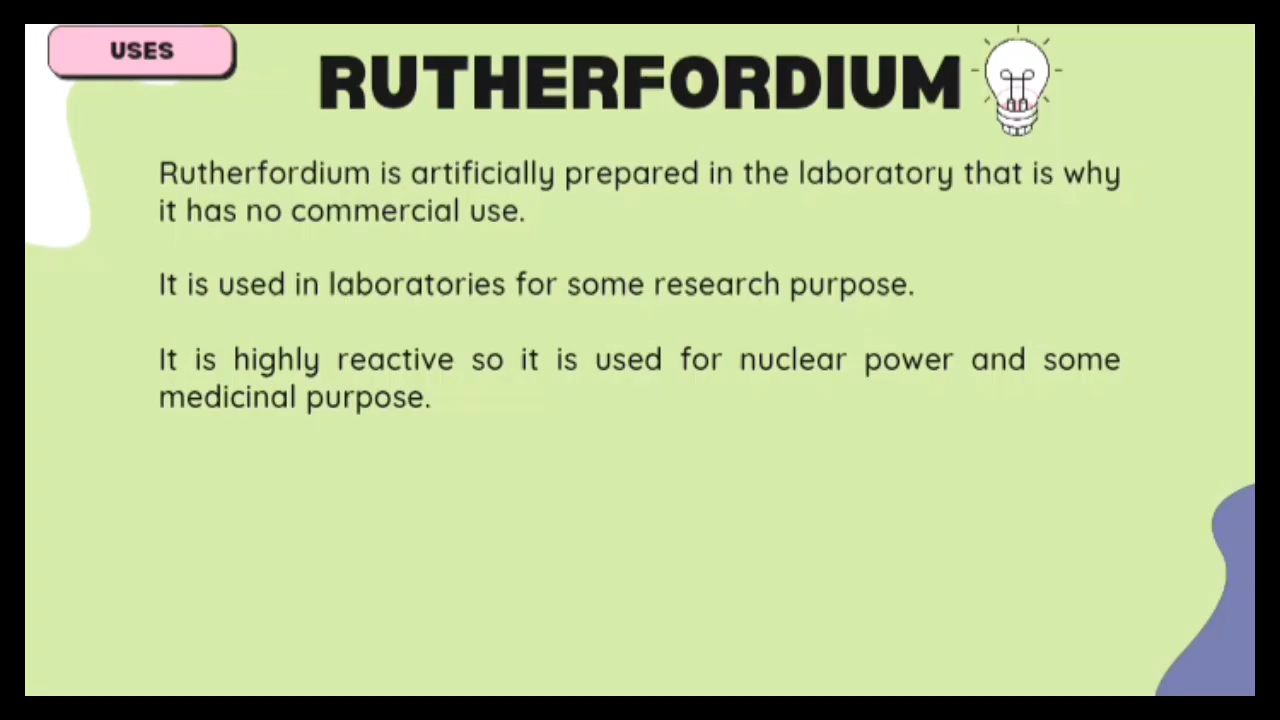 USES
RUTHERFORDIUM
Rutherfordium is artificially prepared in the laboratory that is why
it has no commercial use.
It is used in laboratories for some research purpose.
It is highly reactive so it is used for nuclear power and some
medicinal purpose.